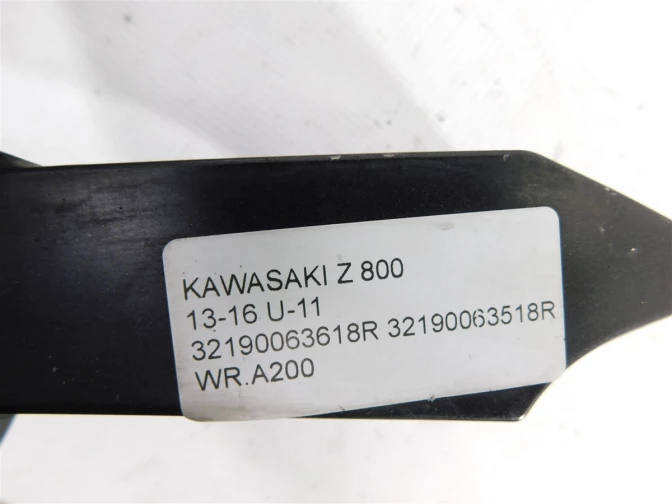 KAWASAKI Z 800
13-16 U-11
32190063618R 32190063518R
WR.A200